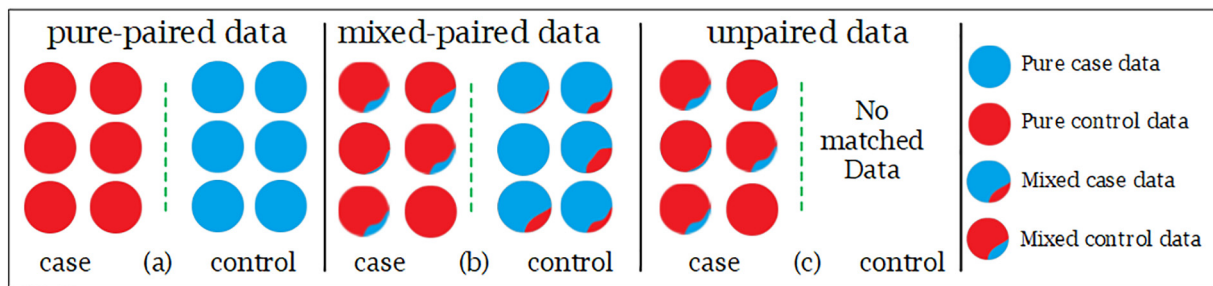 pure-paired data
mixed-paired data
unpaired data
No
matched
Data
case (a) control
case (b) control
case (c) control
Pure case data
Pure control data
Mixed case data
Mixed control data